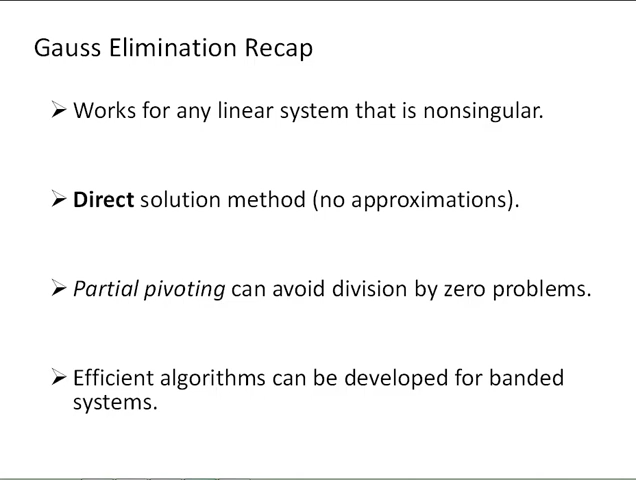 Gauss Elimination Recap
➢ Works for any linear system that is nonsingular.
➢ Direct solution method (no approximations).
➢ Partial pivoting can avoid division by zero problems.
➢ Efficient algorithms can be developed for banded
systems.